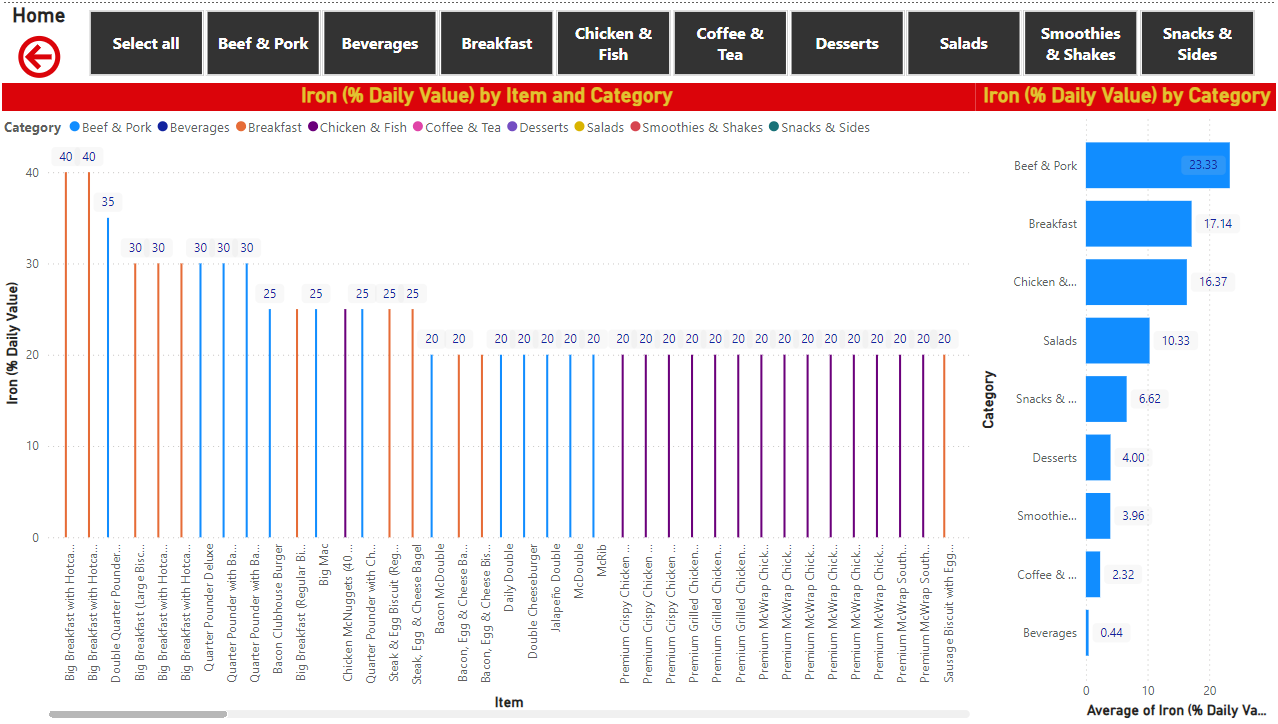 Home
Select all
Beef & Pork
Beverages
Breakfast
Chicken &
Fish
Coffee &
Tea
Desserts
Salads
Smoothies
& Shakes
Snacks &
Sides
Iron (% Daily Value) by Item and Category
Category Beef & Pork Beverages Breakfast Chicken & Fish Coffee & Tea Desserts Salads Smoothies & Shakes Snacks & Sides
Iron (% Daily Value)
40
30
20
10
0
40 40 35 30 30 30 30 30 25 25 25 25 25 20 20 20 20 20 20 20 20 20 20 20 20 20 20 20 20 20 20 20 20 20 20
Big Breakfast with Hotca...
Big Breakfast with Hotca...
Double Quarter Pounder...
Big Breakfast (Large Bisc...
Big Breakfast with Hotca...
Big Breakfast with Hotca...
Quarter Pounder Deluxe
Quarter Pounder with Ba...
Quarter Pounder with Ba...
Bacon Clubhouse Burger
Big Breakfast (Regular Bi...
Big Mac
Chicken McNuggets (40 ...
Quarter Pounder with Ch...
Steak & Egg Biscuit (Reg...
Steak, Egg & Cheese Bagel
Bacon McDouble
Bacon, Egg & Cheese Ba...
Bacon, Egg & Cheese Bis...
Daily Double
Double Cheeseburger
Jalapeño Double
McDouble
McRib
Premium Crispy Chicken ...
Premium Crispy Chicken ...
Premium Crispy Chicken ...
Premium Grilled Chicken...
Premium Grilled Chicken...
Premium Grilled Chicken...
Premium McWrap Chick...
Premium McWrap Chick...
Premium McWrap Chick...
Premium McWrap Chick...
Premium McWrap Chick...
Premium McWrap Chick...
Premium McWrap South...
Premium McWrap South...
Sausage Biscuit with Egg...
Item
Iron (% Daily Value) by Category
Category
Beef & Pork 23.33
Breakfast 17.14
Chicken &... 16.37
Salads 10.33
Snacks & ... 6.62
Desserts 4.00
Smoothie... 3.96
Coffee & ... 2.32
Beverages 0.44
0 10 20
Average of Iron (% Daily Va...